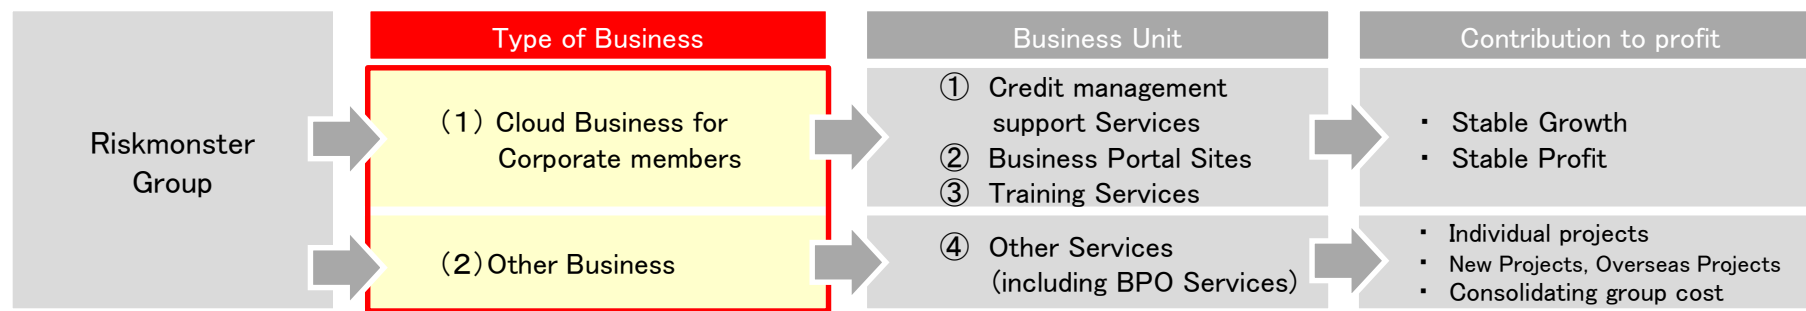 Type of Business
Business Unit
Contribution to profit
Riskmonster
Group
（１） Cloud Business for
Corporate members
① Credit management
support Services
② Business Portal Sites
③ Training Services
・ Stable Growth
・ Stable Profit
（２）Other Business
④ Other Services
（including BPO Services）
・ Individual projects
・ New Projects, Overseas Projects
・ Consolidating group cost